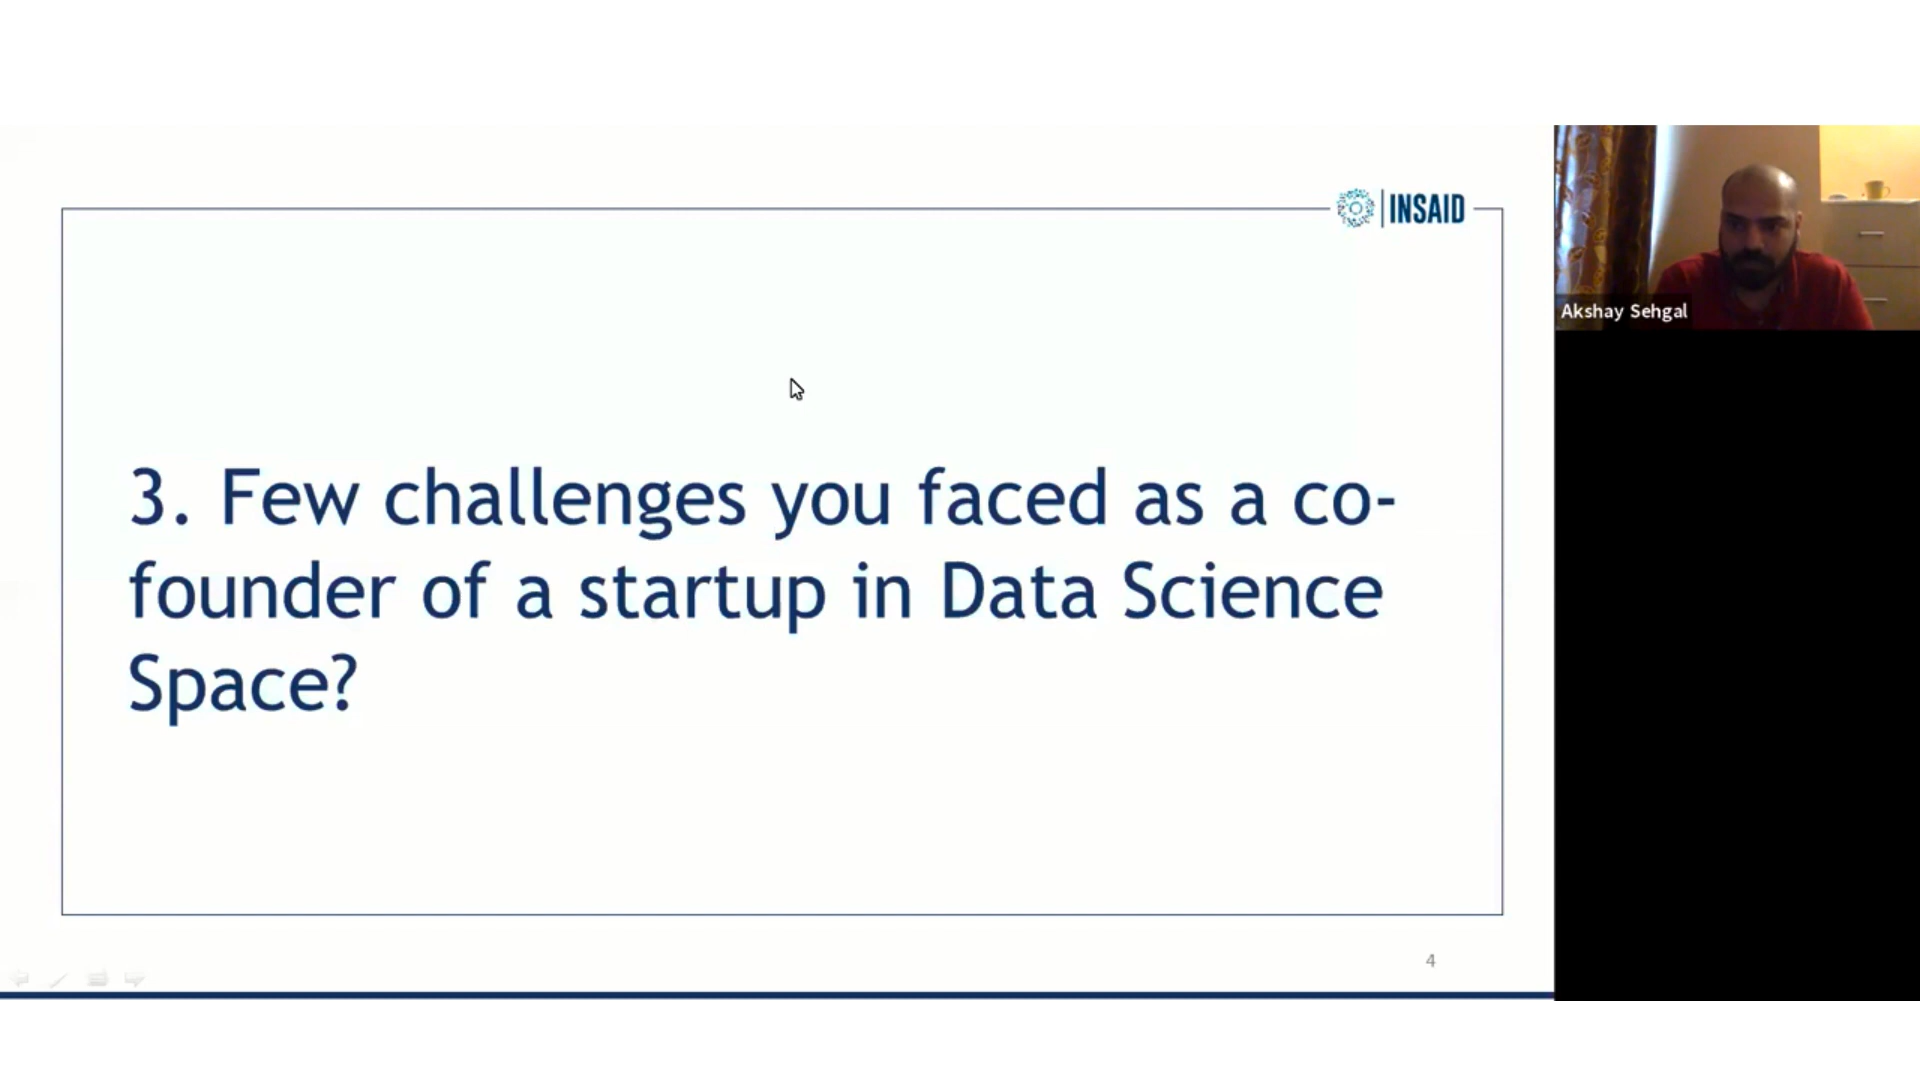 INSAID
3. Few challenges you faced as a co-
founder of a startup in Data Science
Space?
4
Akshay Sehgal